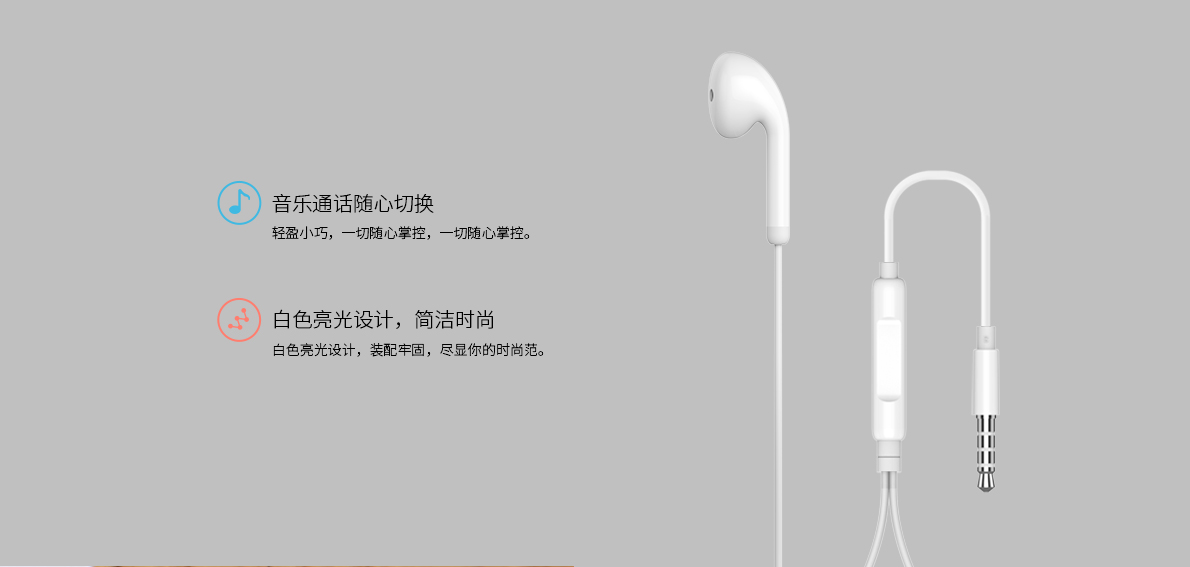 音乐通话随心切换
轻盈小巧，一切随心掌控，一切随心掌控。
白色亮光设计，简洁时尚
白色亮光设计，装配牢固，尽显你的时尚范。